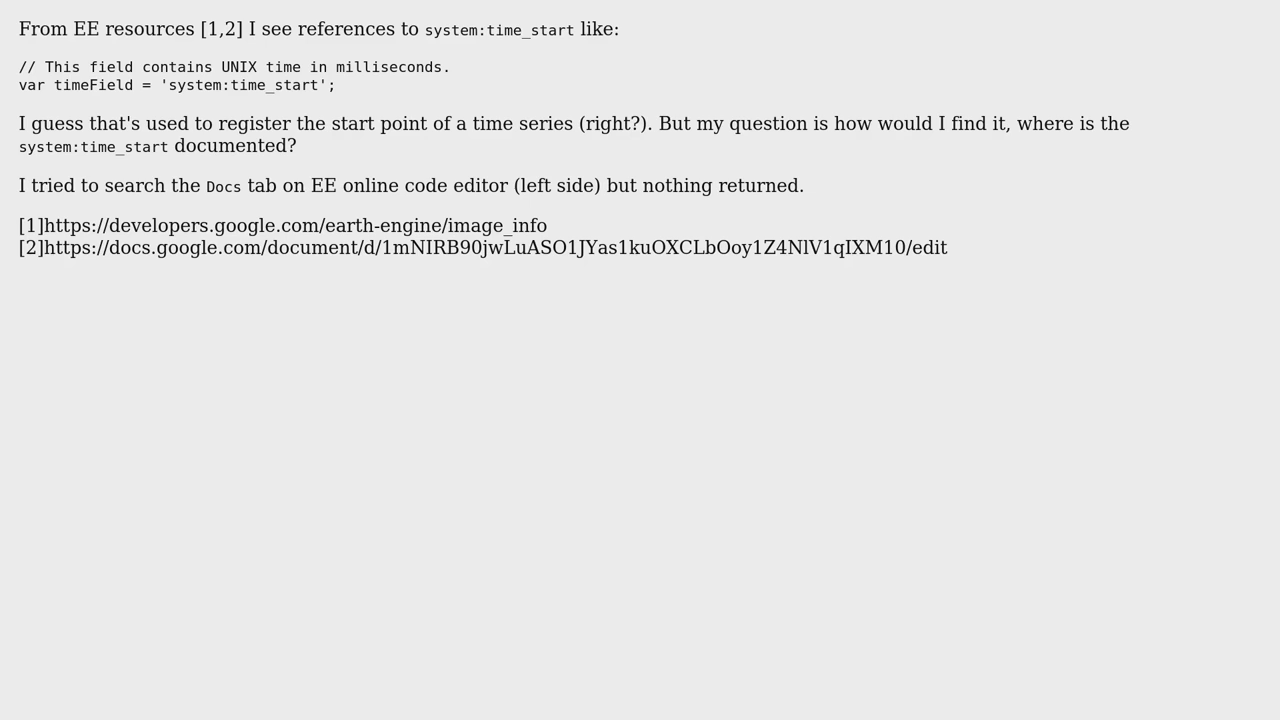 From EE resources [1,2] I see references to system:time_start like:
// This field contains UNIX time in milliseconds.
var timeField = 'system:time_start';
I guess that's used to register the start point of a time series (right?). But my question is how would I find it, where is the
system:time_start documented?
I tried to search the Docs tab on EE online code editor (left side) but nothing returned.
[1]https://developers.google.com/earth-engine/image_info
[2]https://docs.google.com/document/d/1mNIRB90jwLuASO1JYas1kuOXCLbOoy1Z4NlV1qIXM10/edit